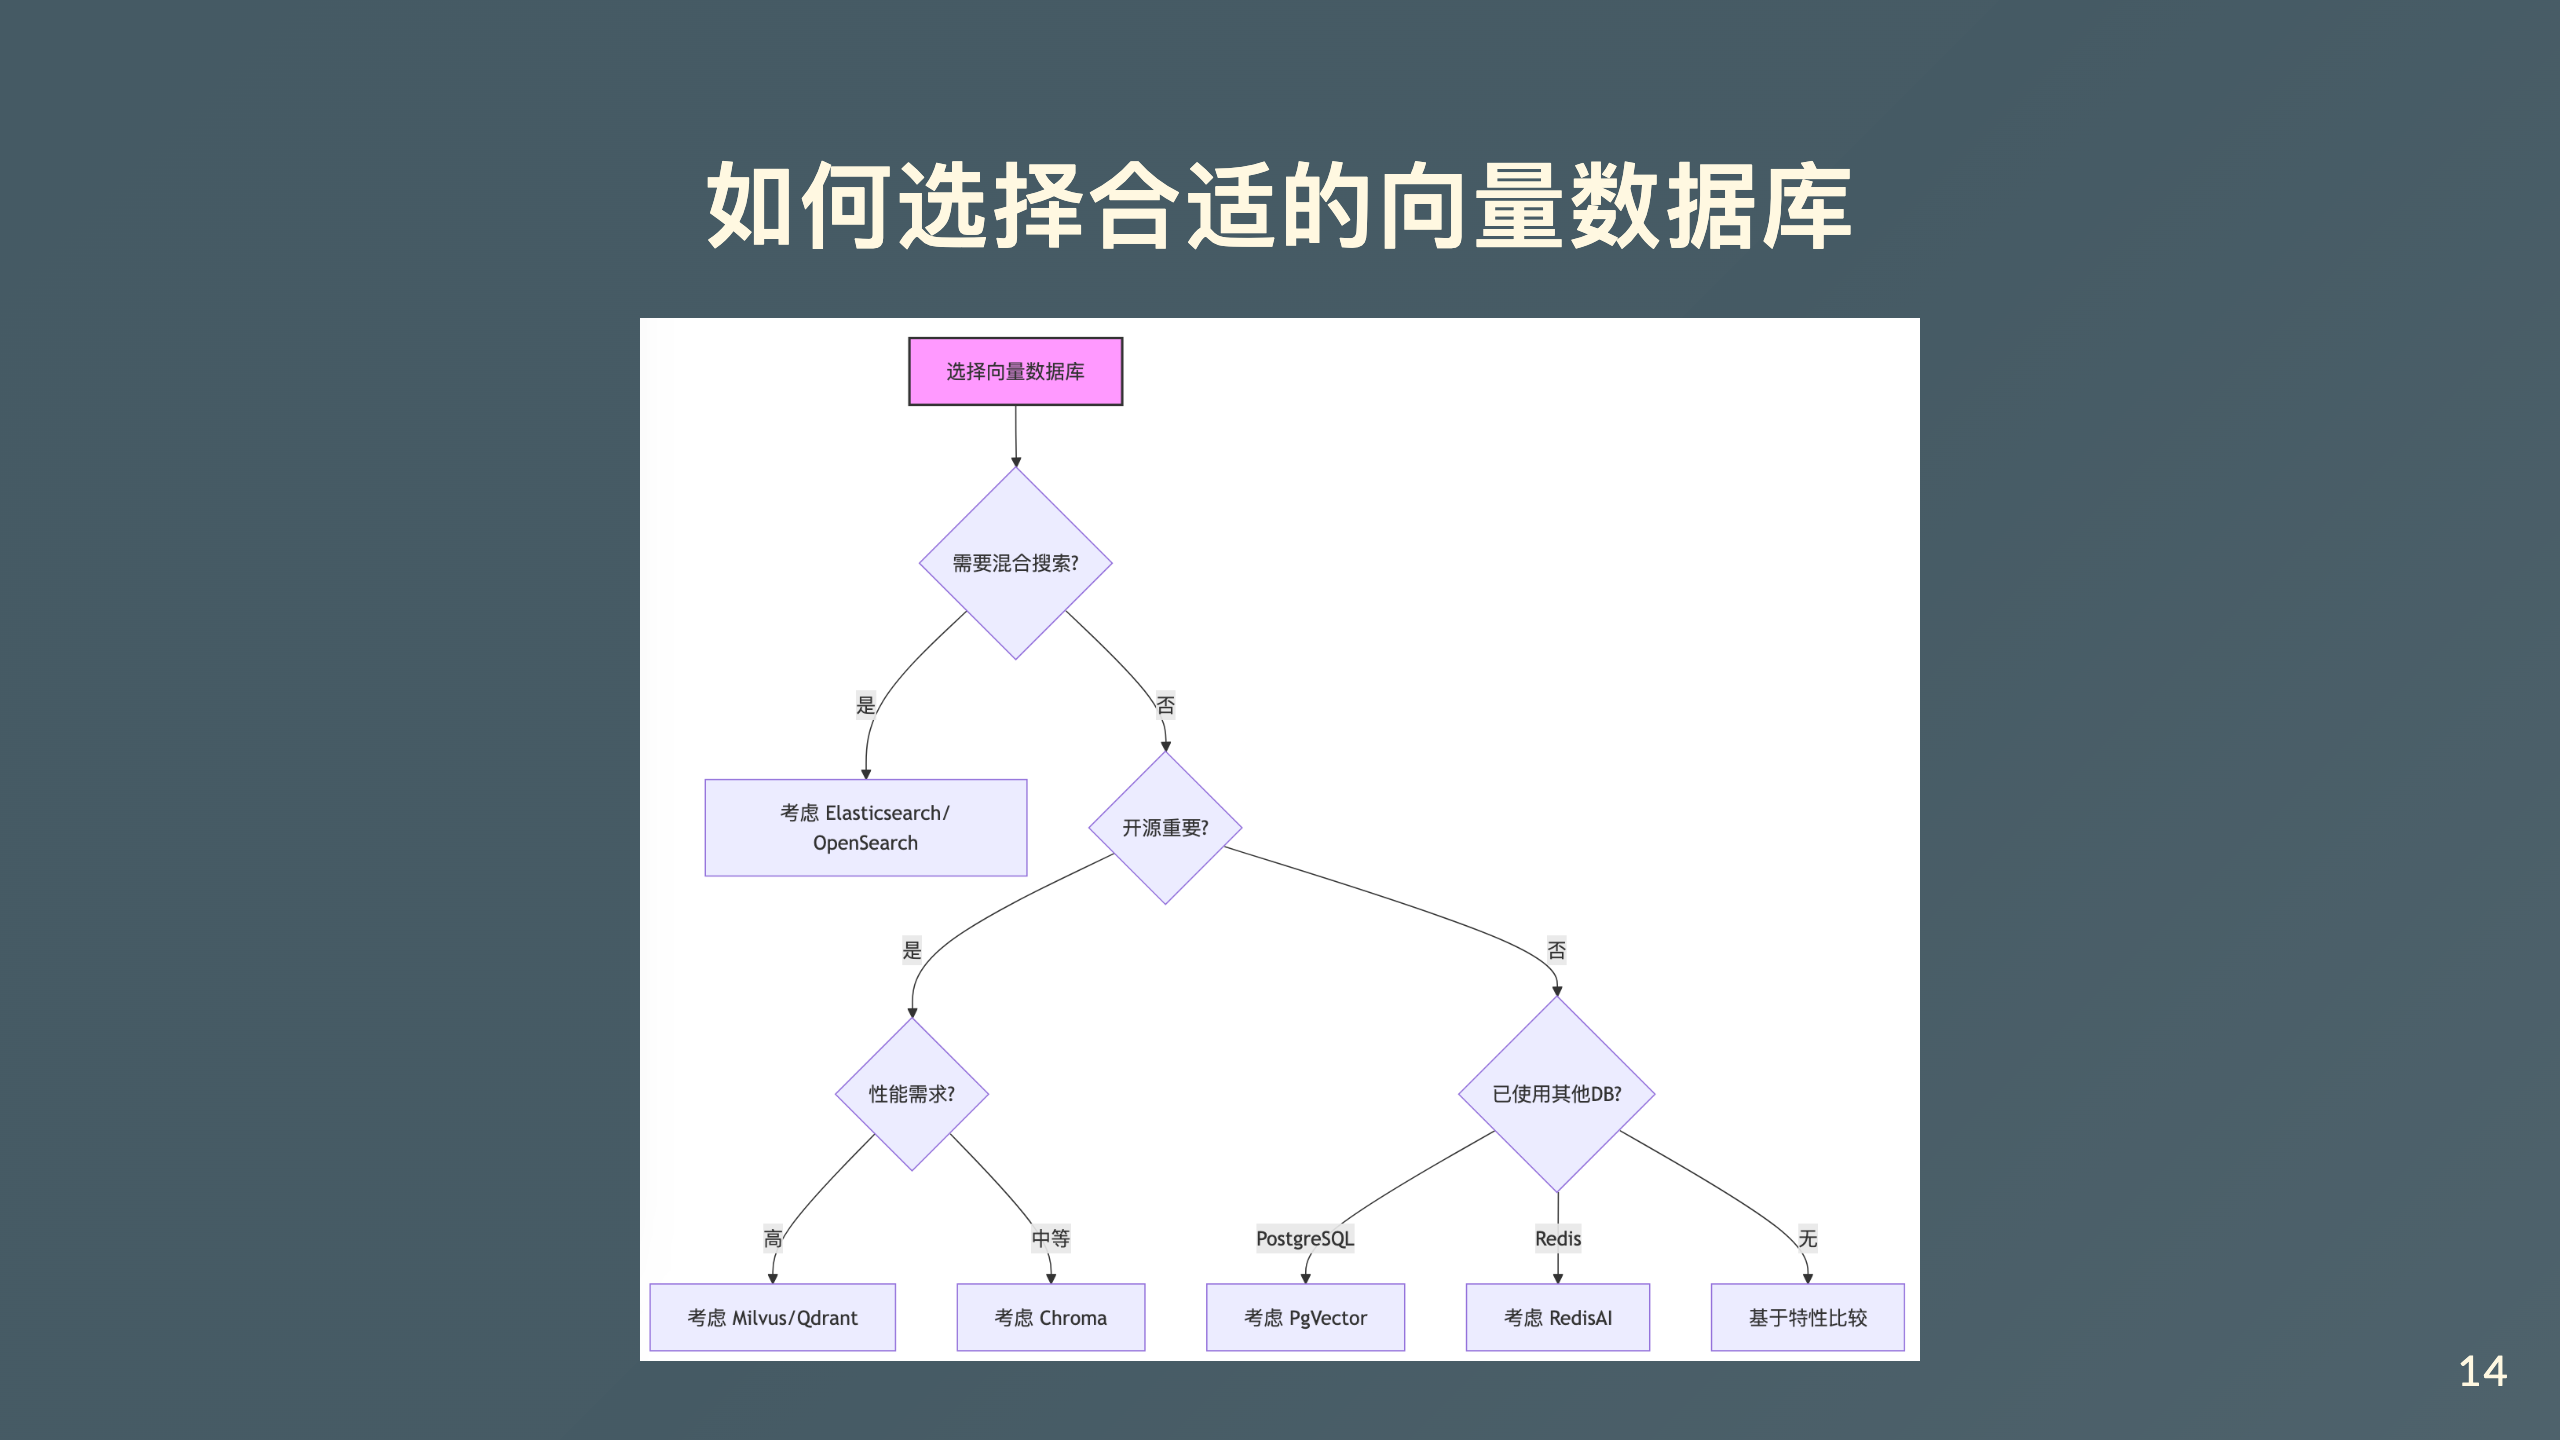 如何选择合适的向量数据库
选择向量数据库
需要混合搜索?
是
否
考虑 Elasticsearch/
OpenSearch
开源重要?
是
否
性能需求?
已使用其他DB?
高
中等
PostgreSQL
Redis
无
考虑 Milvus/Qdrant
考虑 Chroma
考虑 PgVector
考虑 RedisAI
基于特性比较
14